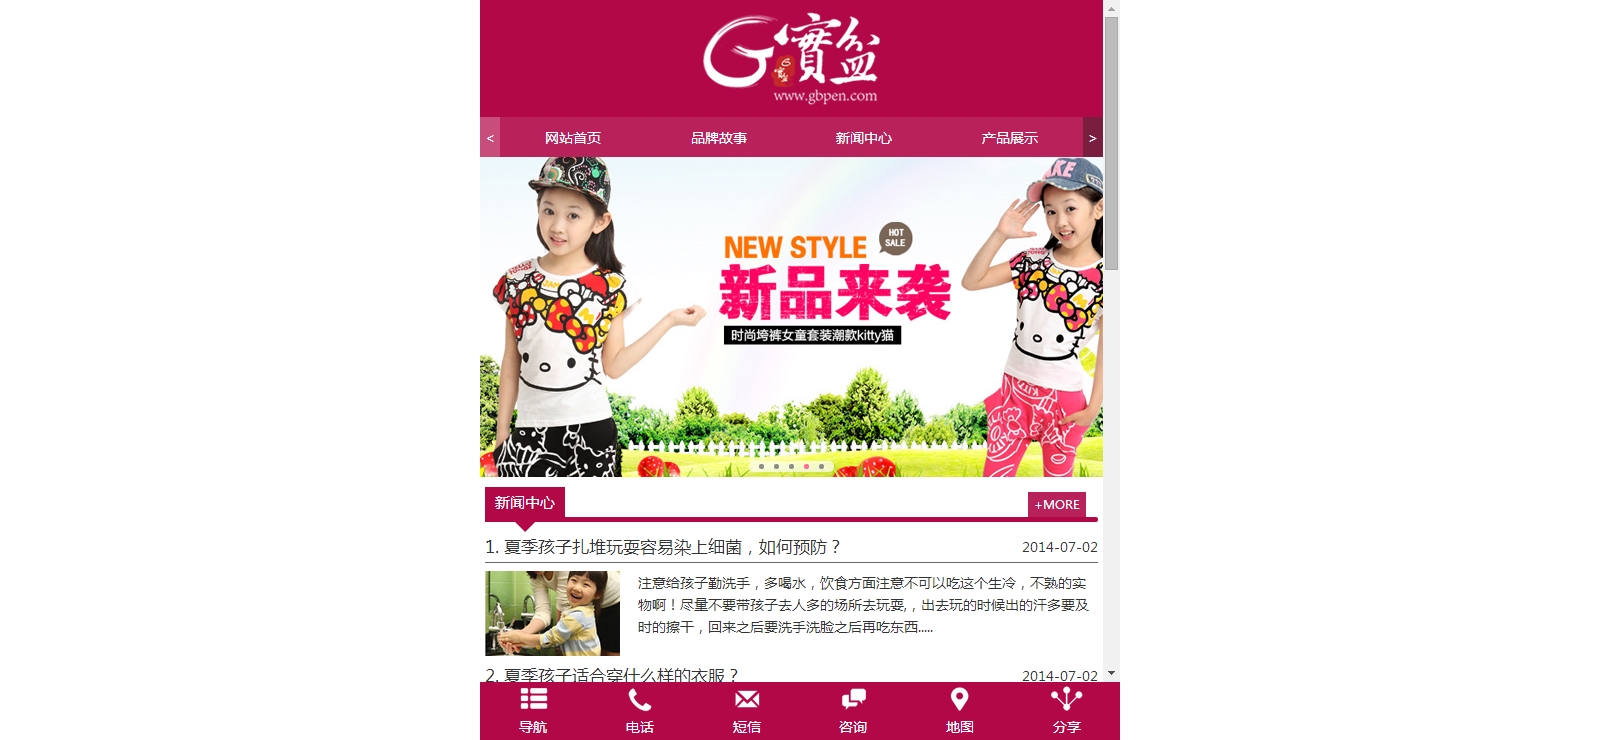 G寶盆
www.gbpen.com
< 网站首页 品牌故事 新闻中心 产品展示 >
NEW STYLE
HOT
SALE
新品来袭
时尚垮裤女童套装潮款kitty猫
新闻中心 +MORE
1. 夏季孩子扎堆玩耍容易染上细菌，如何预防？ 2014-07-02
注意给孩子勤洗手，多喝水，饮食方面注意不可以吃这个生冷，不熟的实
物啊！尽量不要带孩子去人多的场所去玩耍,，出去玩的时候出的汗多要及
时的擦干，回来之后要洗手洗脸之后再吃东西.....
2. 夏季孩子适合穿什么样的衣服？ 2014-07-02
导航 电话 短信 咨询 地图 分享